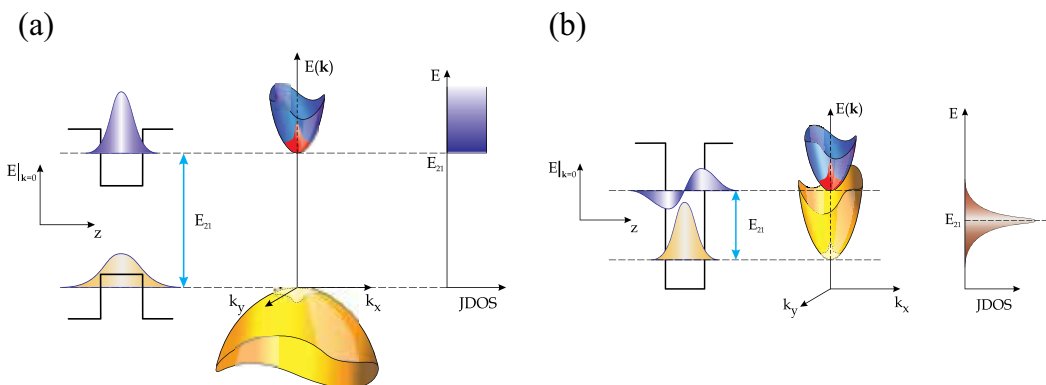 (a)
E(k)
E
E|k=0
z
E21
E21
ky
kx
JDOS
(b)
E(k)
E
E|k=0
z
E21
E21
ky
kx
JDOS